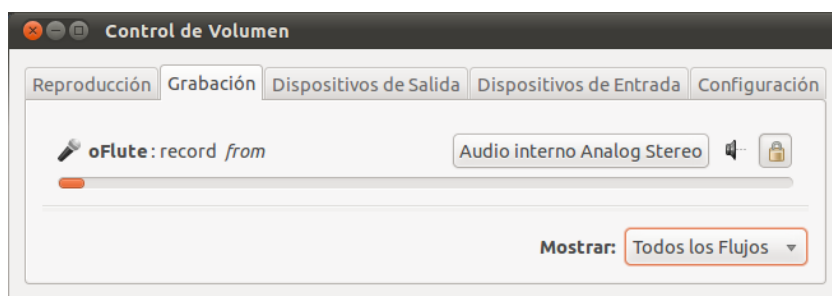 Control de Volumen
Reproducción Grabación Dispositivos de Salida Dispositivos de Entrada Configuración
oFlute : record from Audio interno Analog Stereo
Mostrar: Todos los Flujos